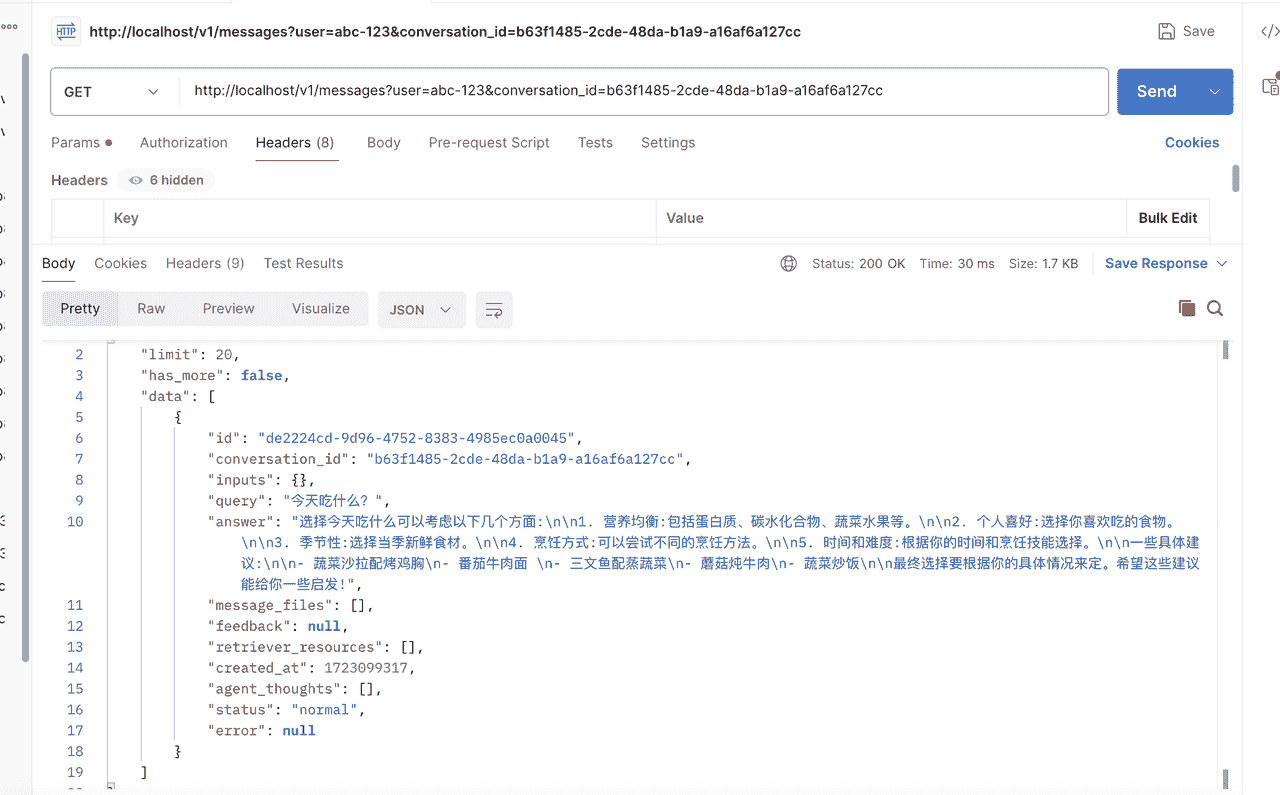 HTTP http://localhost/v1/messages?user=abc-123&conversation_id=b63f1485-2cde-48da-b1a9-a16af6a127cc Save
GET http://localhost/v1/messages?user=abc-123&conversation_id=b63f1485-2cde-48da-b1a9-a16af6a127cc Send
Params Authorization Headers (8) Body Pre-request Script Tests Settings Cookies
Headers 6 hidden
Key Value Bulk Edit
Body Cookies Headers (9) Test Results Status: 200 OK Time: 30 ms Size: 1.7 KB Save Response
Pretty Raw Preview Visualize JSON
2 "limit": 20,
3 "has_more": false,
4 "data": [
5 {
6 "id": "de2224cd-9d96-4752-8383-4985ec0a0045",
7 "conversation_id": "b63f1485-2cde-48da-b1a9-a16af6a127cc",
8 "inputs": {},
9 "query": "今天吃什么？",
10 "answer": "选择今天吃什么可以考虑以下几个方面:\n\n1. 营养均衡:包括蛋白质、碳水化合物、蔬菜水果等。\n\n2. 个人喜好:选择你喜欢吃的食物。
\n\n3. 季节性:选择当季新鲜食材。\n\n4. 烹饪方式:可以尝试不同的烹饪方法。\n\n5. 时间和难度:根据你的时间和烹饪技能选择。\n\n一些具体建
议:\n\n- 蔬菜沙拉配烤鸡胸\n- 番茄牛肉面 \n- 三文鱼配蒸蔬菜\n- 蘑菇炖牛肉\n- 蔬菜炒饭\n\n最终选择要根据你的具体情况来定。希望这些建议
能给你一些启发!",
11 "message_files": [],
12 "feedback": null,
13 "retriever_resources": [],
14 "created_at": 1723099317,
15 "agent_thoughts": [],
16 "status": "normal",
17 "error": null
18 }
19 ]